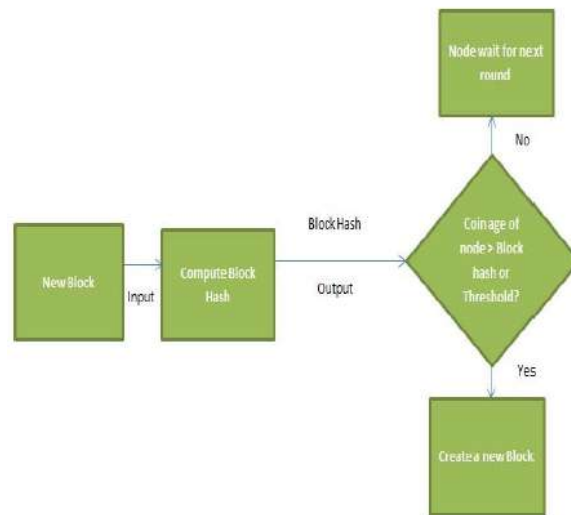 Node wait for next
round
No
Block Hash
Coin age of
node > Block
hash or
Threshold?
New Block
Compute Block
Hash
Input
Output
Yes
Create a new Block.